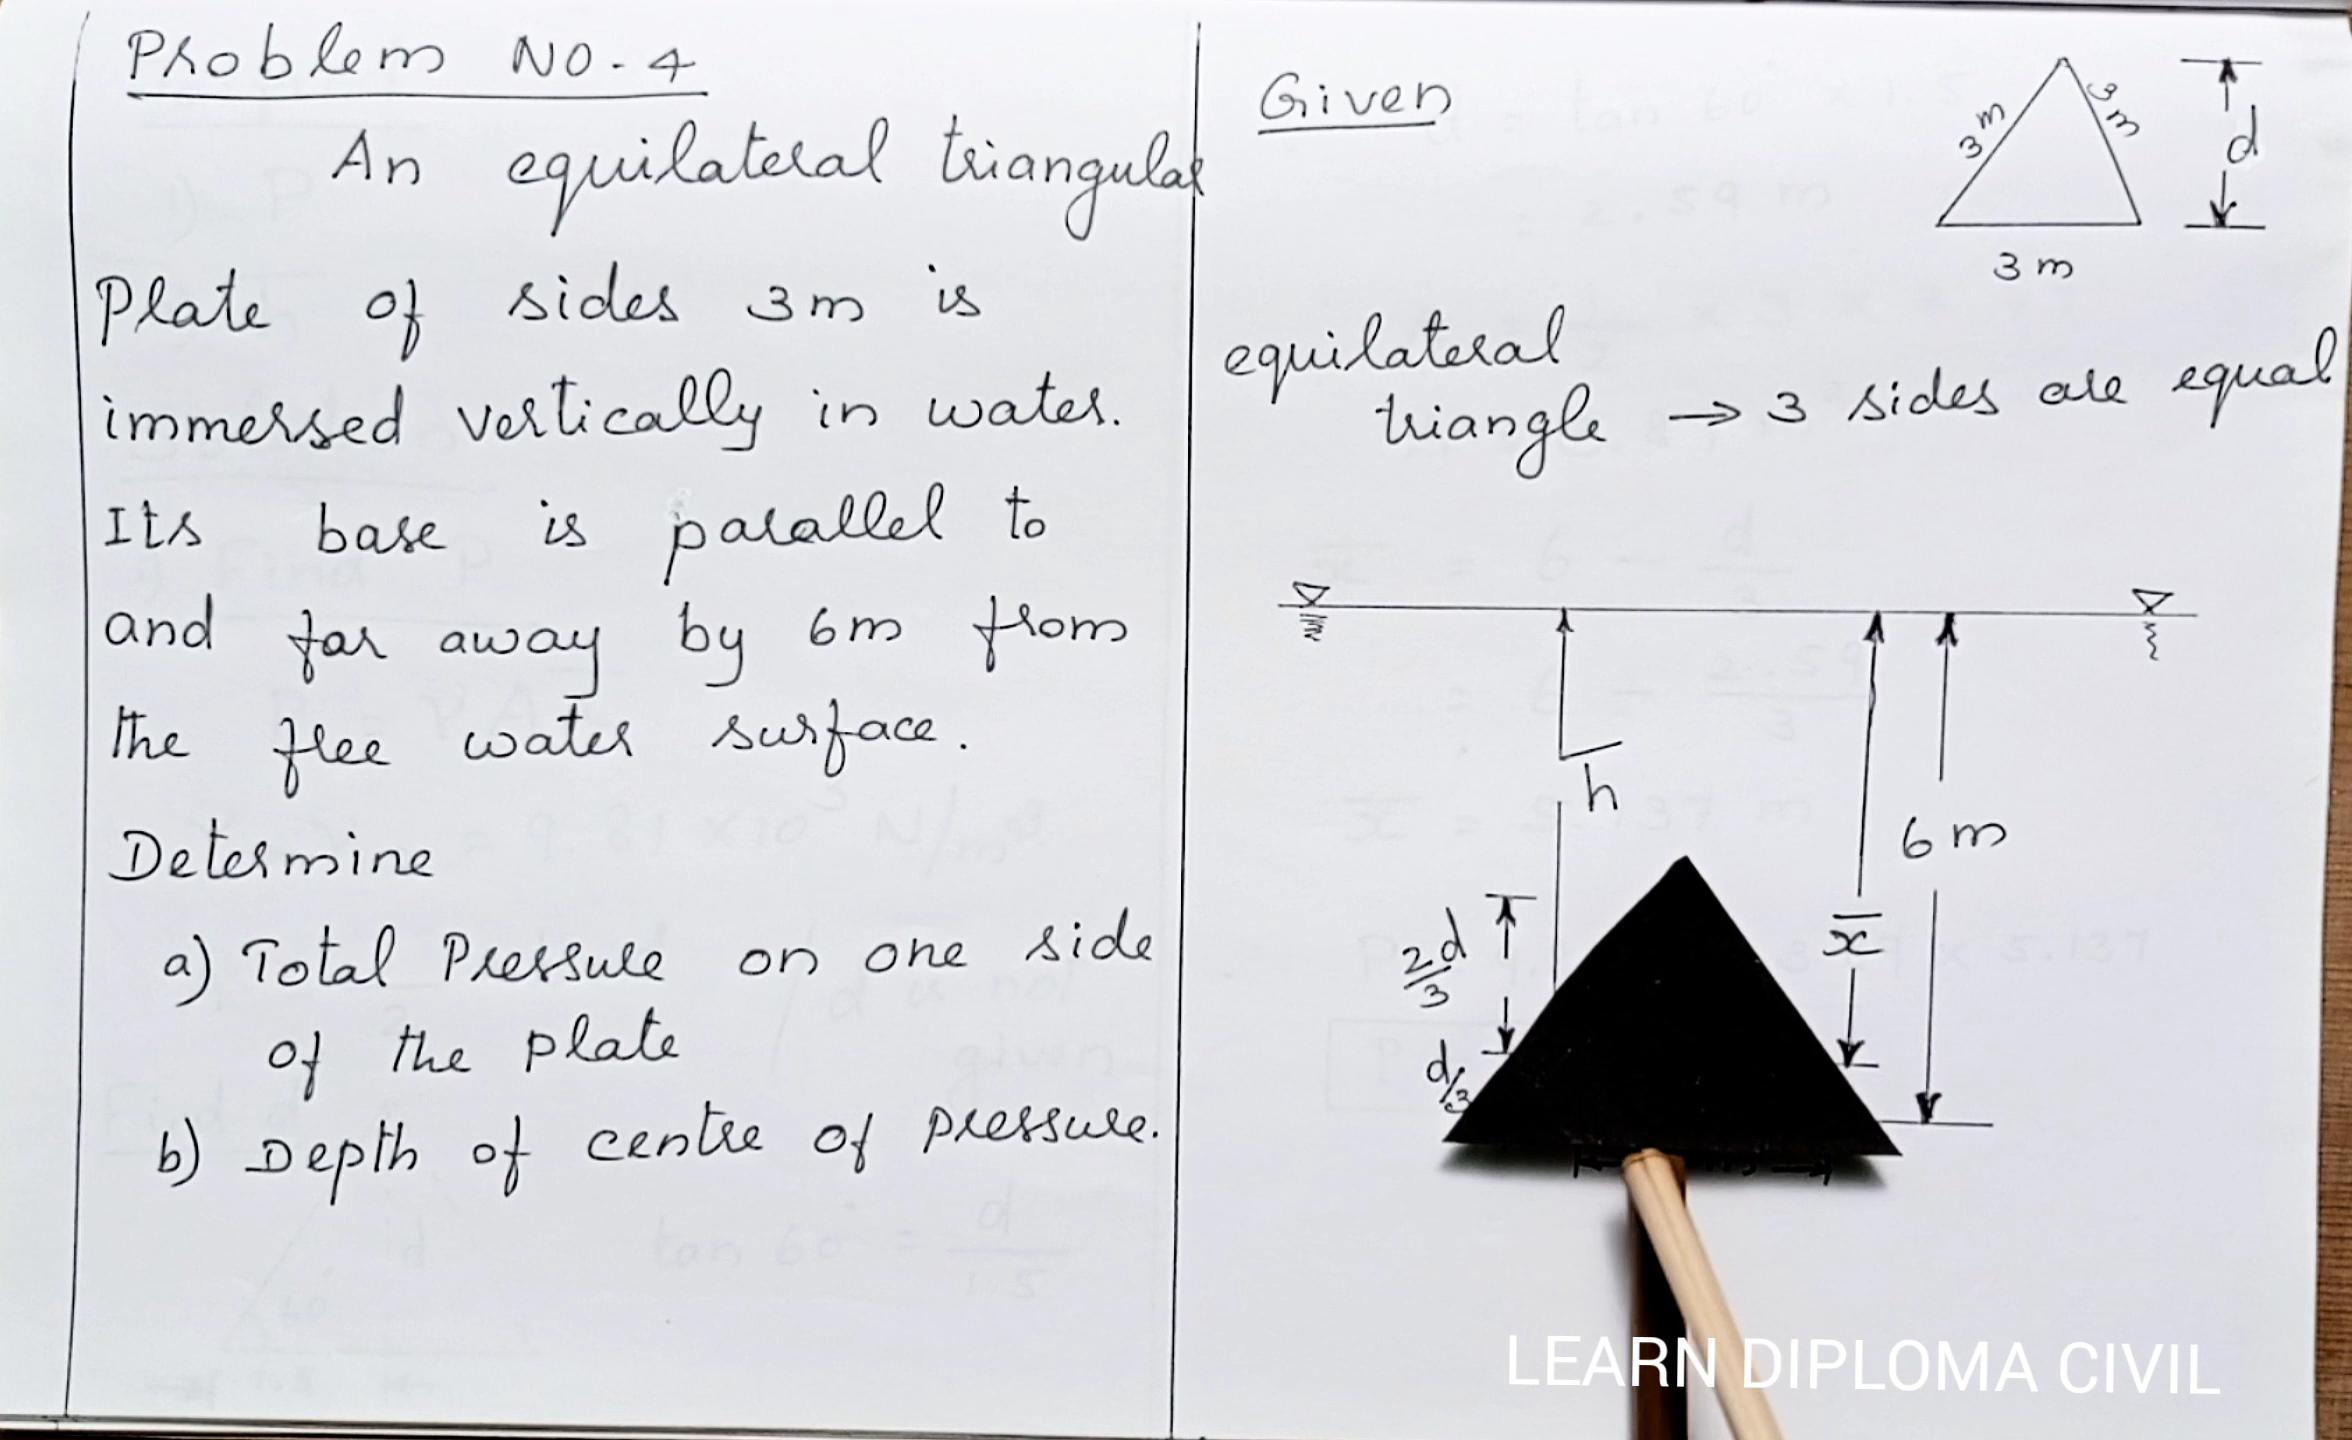 Problem NO. 4
An equilateral triangular
Plate of sides 3m is
immersed vertically in water.
Its base is parallel to
and far away by 6m from
the free water surface.
Determine
a) Total Pressure on one side
of the plate
b) Depth of centre of pressure.
Given
3m
3m
d
3m
equilateral
triangle → 3 sides are equal
h
6m
x̄
2d/3
d/3
LEARN DIPLOMA CIVIL